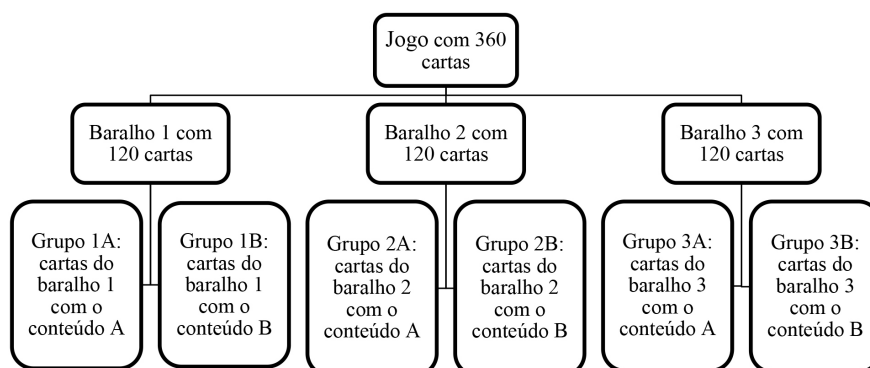 Jogo com 360
cartas
Baralho 1 com
120 cartas
Baralho 2 com
120 cartas
Baralho 3 com
120 cartas
Grupo 1A:
cartas do
baralho 1
com o
conteúdo A
Grupo 1B:
cartas do
baralho 1
com o
conteúdo B
Grupo 2A:
cartas do
baralho 2
com o
conteúdo A
Grupo 2B:
cartas do
baralho 2
com o
conteúdo B
Grupo 3A:
cartas do
baralho 3
com o
conteúdo A
Grupo 3B:
cartas do
baralho 3
com o
conteúdo B